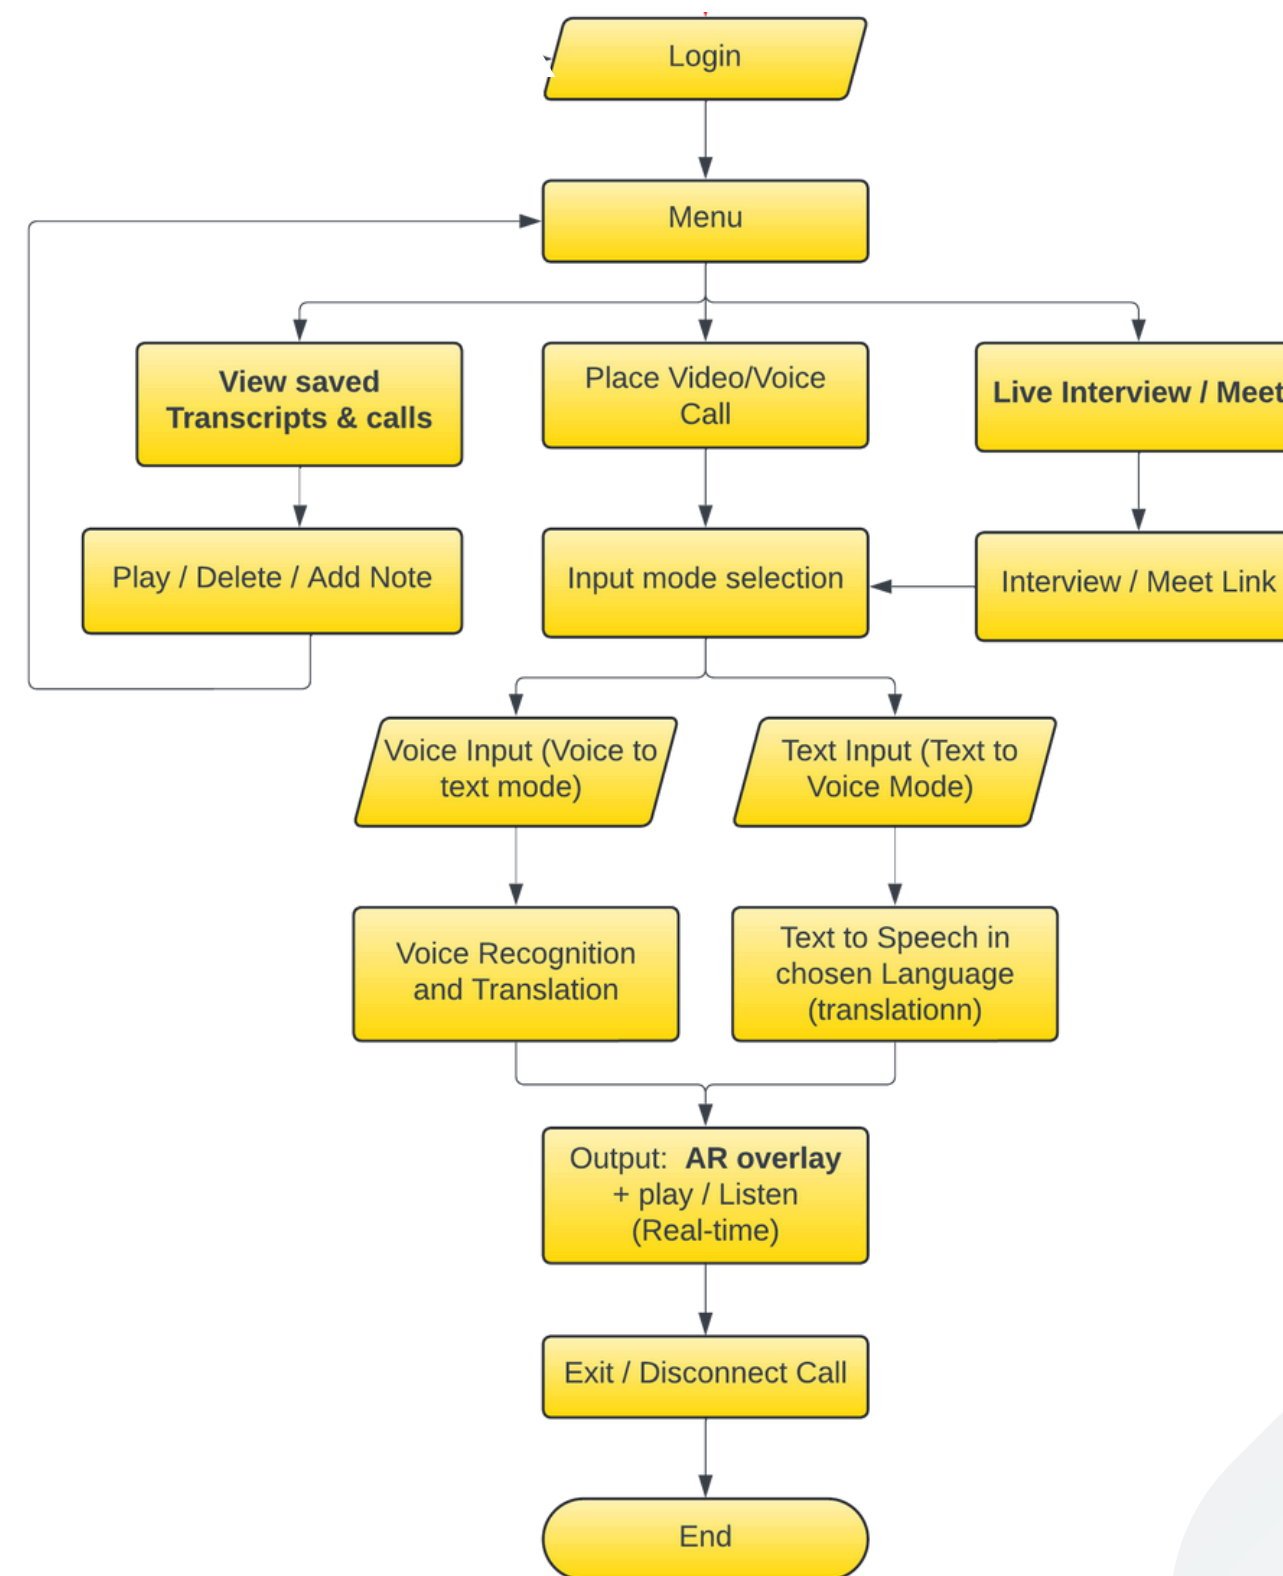 Login
Menu
View saved
Transcripts & calls
Place Video/Voice
Call
Live Interview / Meet
Play / Delete / Add Note
Input mode selection
Interview / Meet Link
Voice Input (Voice to
text mode)
Text Input (Text to
Voice Mode)
Voice Recognition
and Translation
Text to Speech in
chosen Language
(translationn)
Output:  AR overlay
+ play / Listen
(Real-time)
Exit / Disconnect Call
End